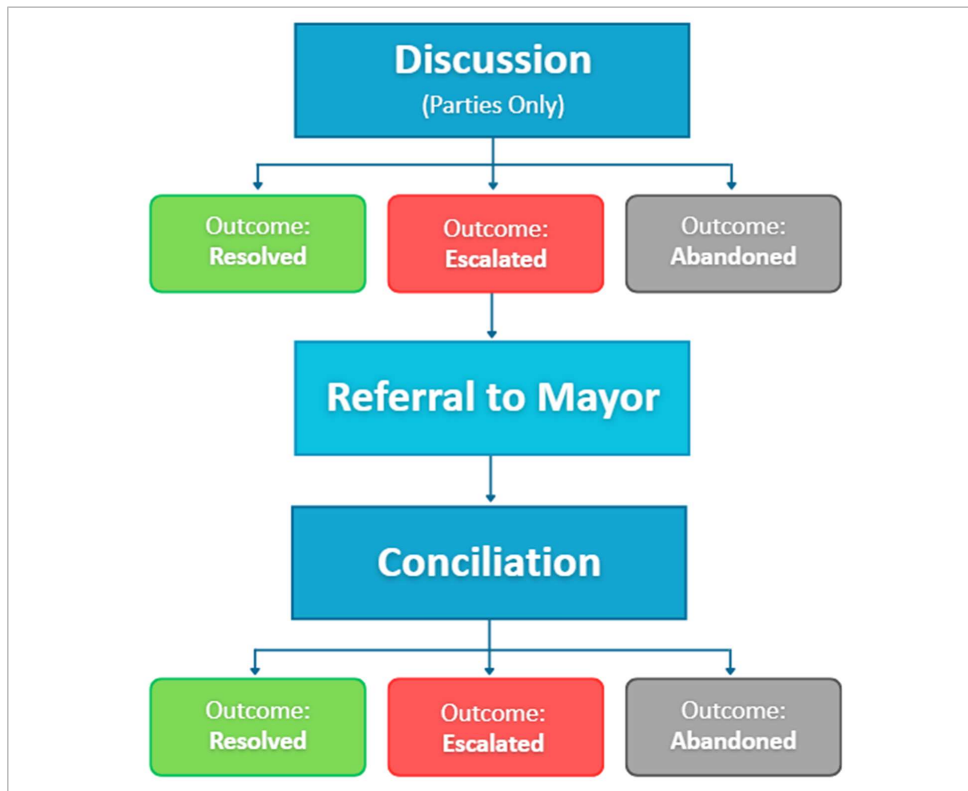 Discussion
(Parties Only)
Outcome:
Resolved
Outcome:
Escalated
Outcome:
Abandoned
Referral to Mayor
Conciliation
Outcome:
Resolved
Outcome:
Escalated
Outcome:
Abandoned